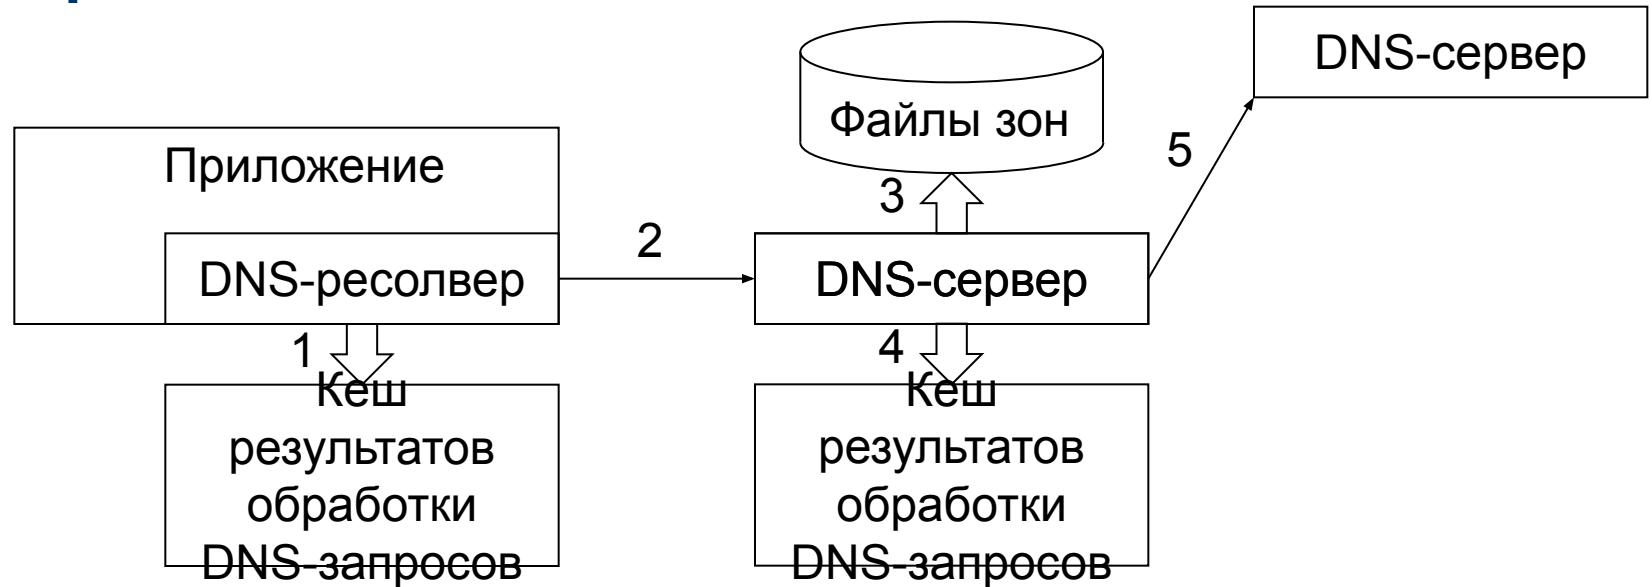 DNS-сервер
Файлы зон
5
Приложение
3
2
DNS-ресолвер
DNS-сервер
1
4
Кеш
результатов
обработки
DNS-запросов
Кеш
результатов
обработки
DNS-запросов